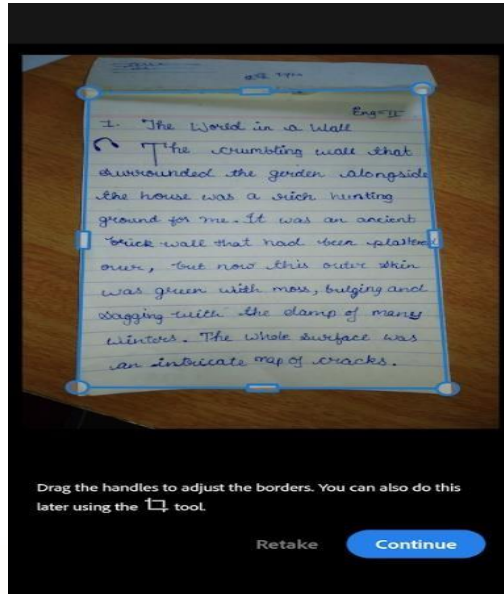 Eng-II
1. The World in a Wall
The crumbling wall that
surrounded the garden alongside
the house was a rich hunting
ground for me. It was an ancient
brick wall that had been plastered
over, but now this outer skin
was green with moss, bulging and
sagging with the damp of many
winters. The whole surface was
an intricate map of cracks.
Drag the handles to adjust the borders. You can also do this
later using the tool.
Retake Continue